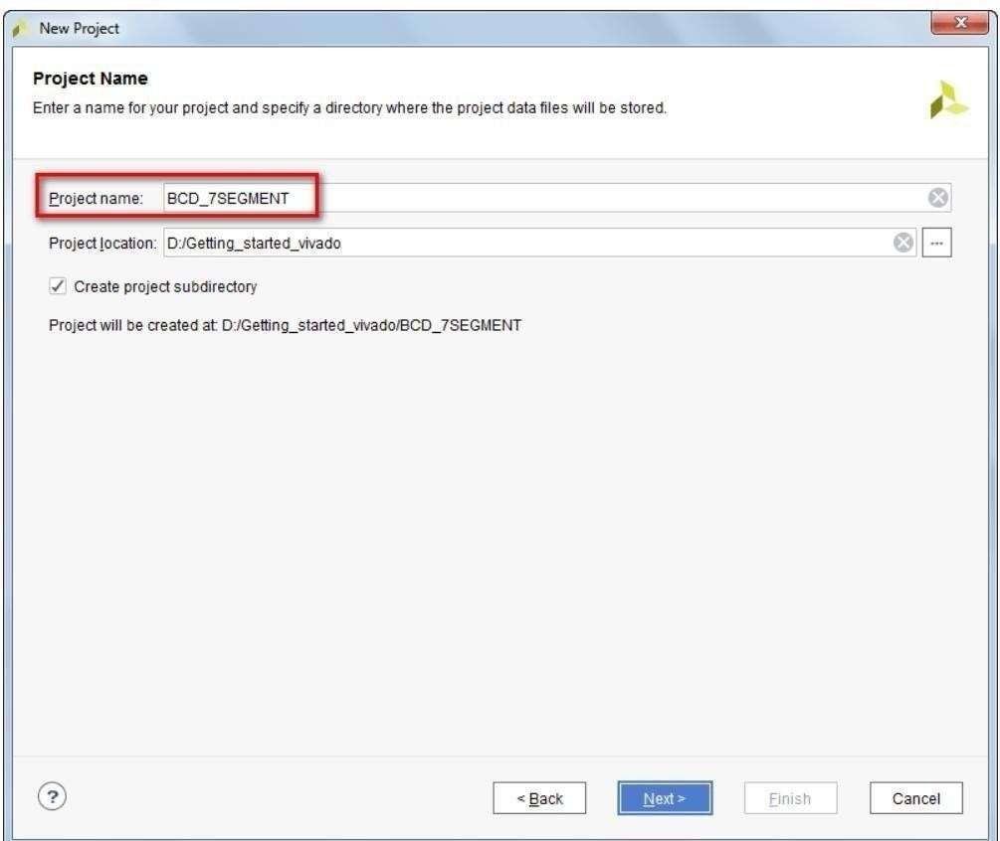 New Project
Project Name
Enter a name for your project and specify a directory where the project data files will be stored.
Project name: BCD_7SEGMENT
Project location: D:/Getting_started_vivado
Create project subdirectory
Project will be created at: D:/Getting_started_vivado/BCD_7SEGMENT
? < Back Next > Finish Cancel